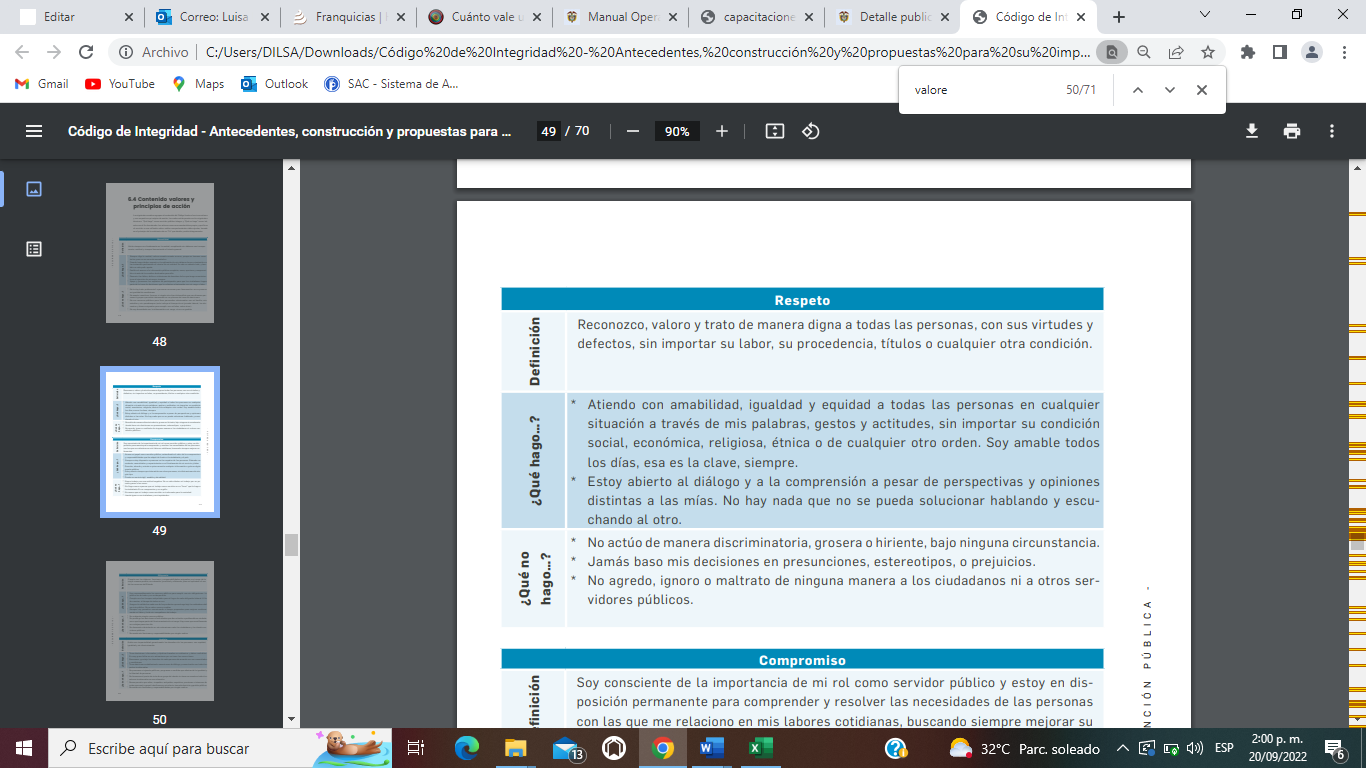 Editar
Correo: Luisa
Franquicias |
Cuánto vale u
Manual Oper
capacitacione
Detalle public
Código de Int
Archivo
C:/Users/DILSA/Downloads/Código%20de%20Integridad%20-%20Antecedentes,%20construcción%20y%20propuestas%20para%20su%20imp...
Gmail
YouTube
Maps
Outlook
SAC - Sistema de A...
valore
50/71
Código de Integridad - Antecedentes, construcción y propuestas para ...
49 / 70
90%
6.4 Contenido valores y
principios de acción
48
49
50
Respeto
Definición
Reconozco, valoro y trato de manera digna a todas las personas, con sus virtudes y
defectos, sin importar su labor, su procedencia, títulos o cualquier otra condición.
¿Qué hago...?
* Atiendo con amabilidad, igualdad y equidad a todas las personas en cualquier
situación a través de mis palabras, gestos y actitudes, sin importar su condición
social, económica, religiosa, étnica o de cualquier otro orden. Soy amable todos
los días, esa es la clave, siempre.
* Estoy abierto al diálogo y a la comprensión a pesar de perspectivas y opiniones
distintas a las mías. No hay nada que no se pueda solucionar hablando y escu-
chando al otro.
¿Qué no
hago...?
* No actúo de manera discriminatoria, grosera o hiriente, bajo ninguna circunstancia.
* Jamás baso mis decisiones en presunciones, estereotipos, o prejuicios.
* No agredo, ignoro o maltrato de ninguna manera a los ciudadanos ni a otros ser-
vidores públicos.
NCIÓN PÚBLICA -
Compromiso
finición
Soy consciente de la importancia de mi rol como servidor público y estoy en dis-
posición permanente para comprender y resolver las necesidades de las personas
con las que me relaciono en mis labores cotidianas, buscando siempre mejorar su
Escribe aquí para buscar
13
32°C Parc. soleado
ESP
2:00 p. m.
20/09/2022
6